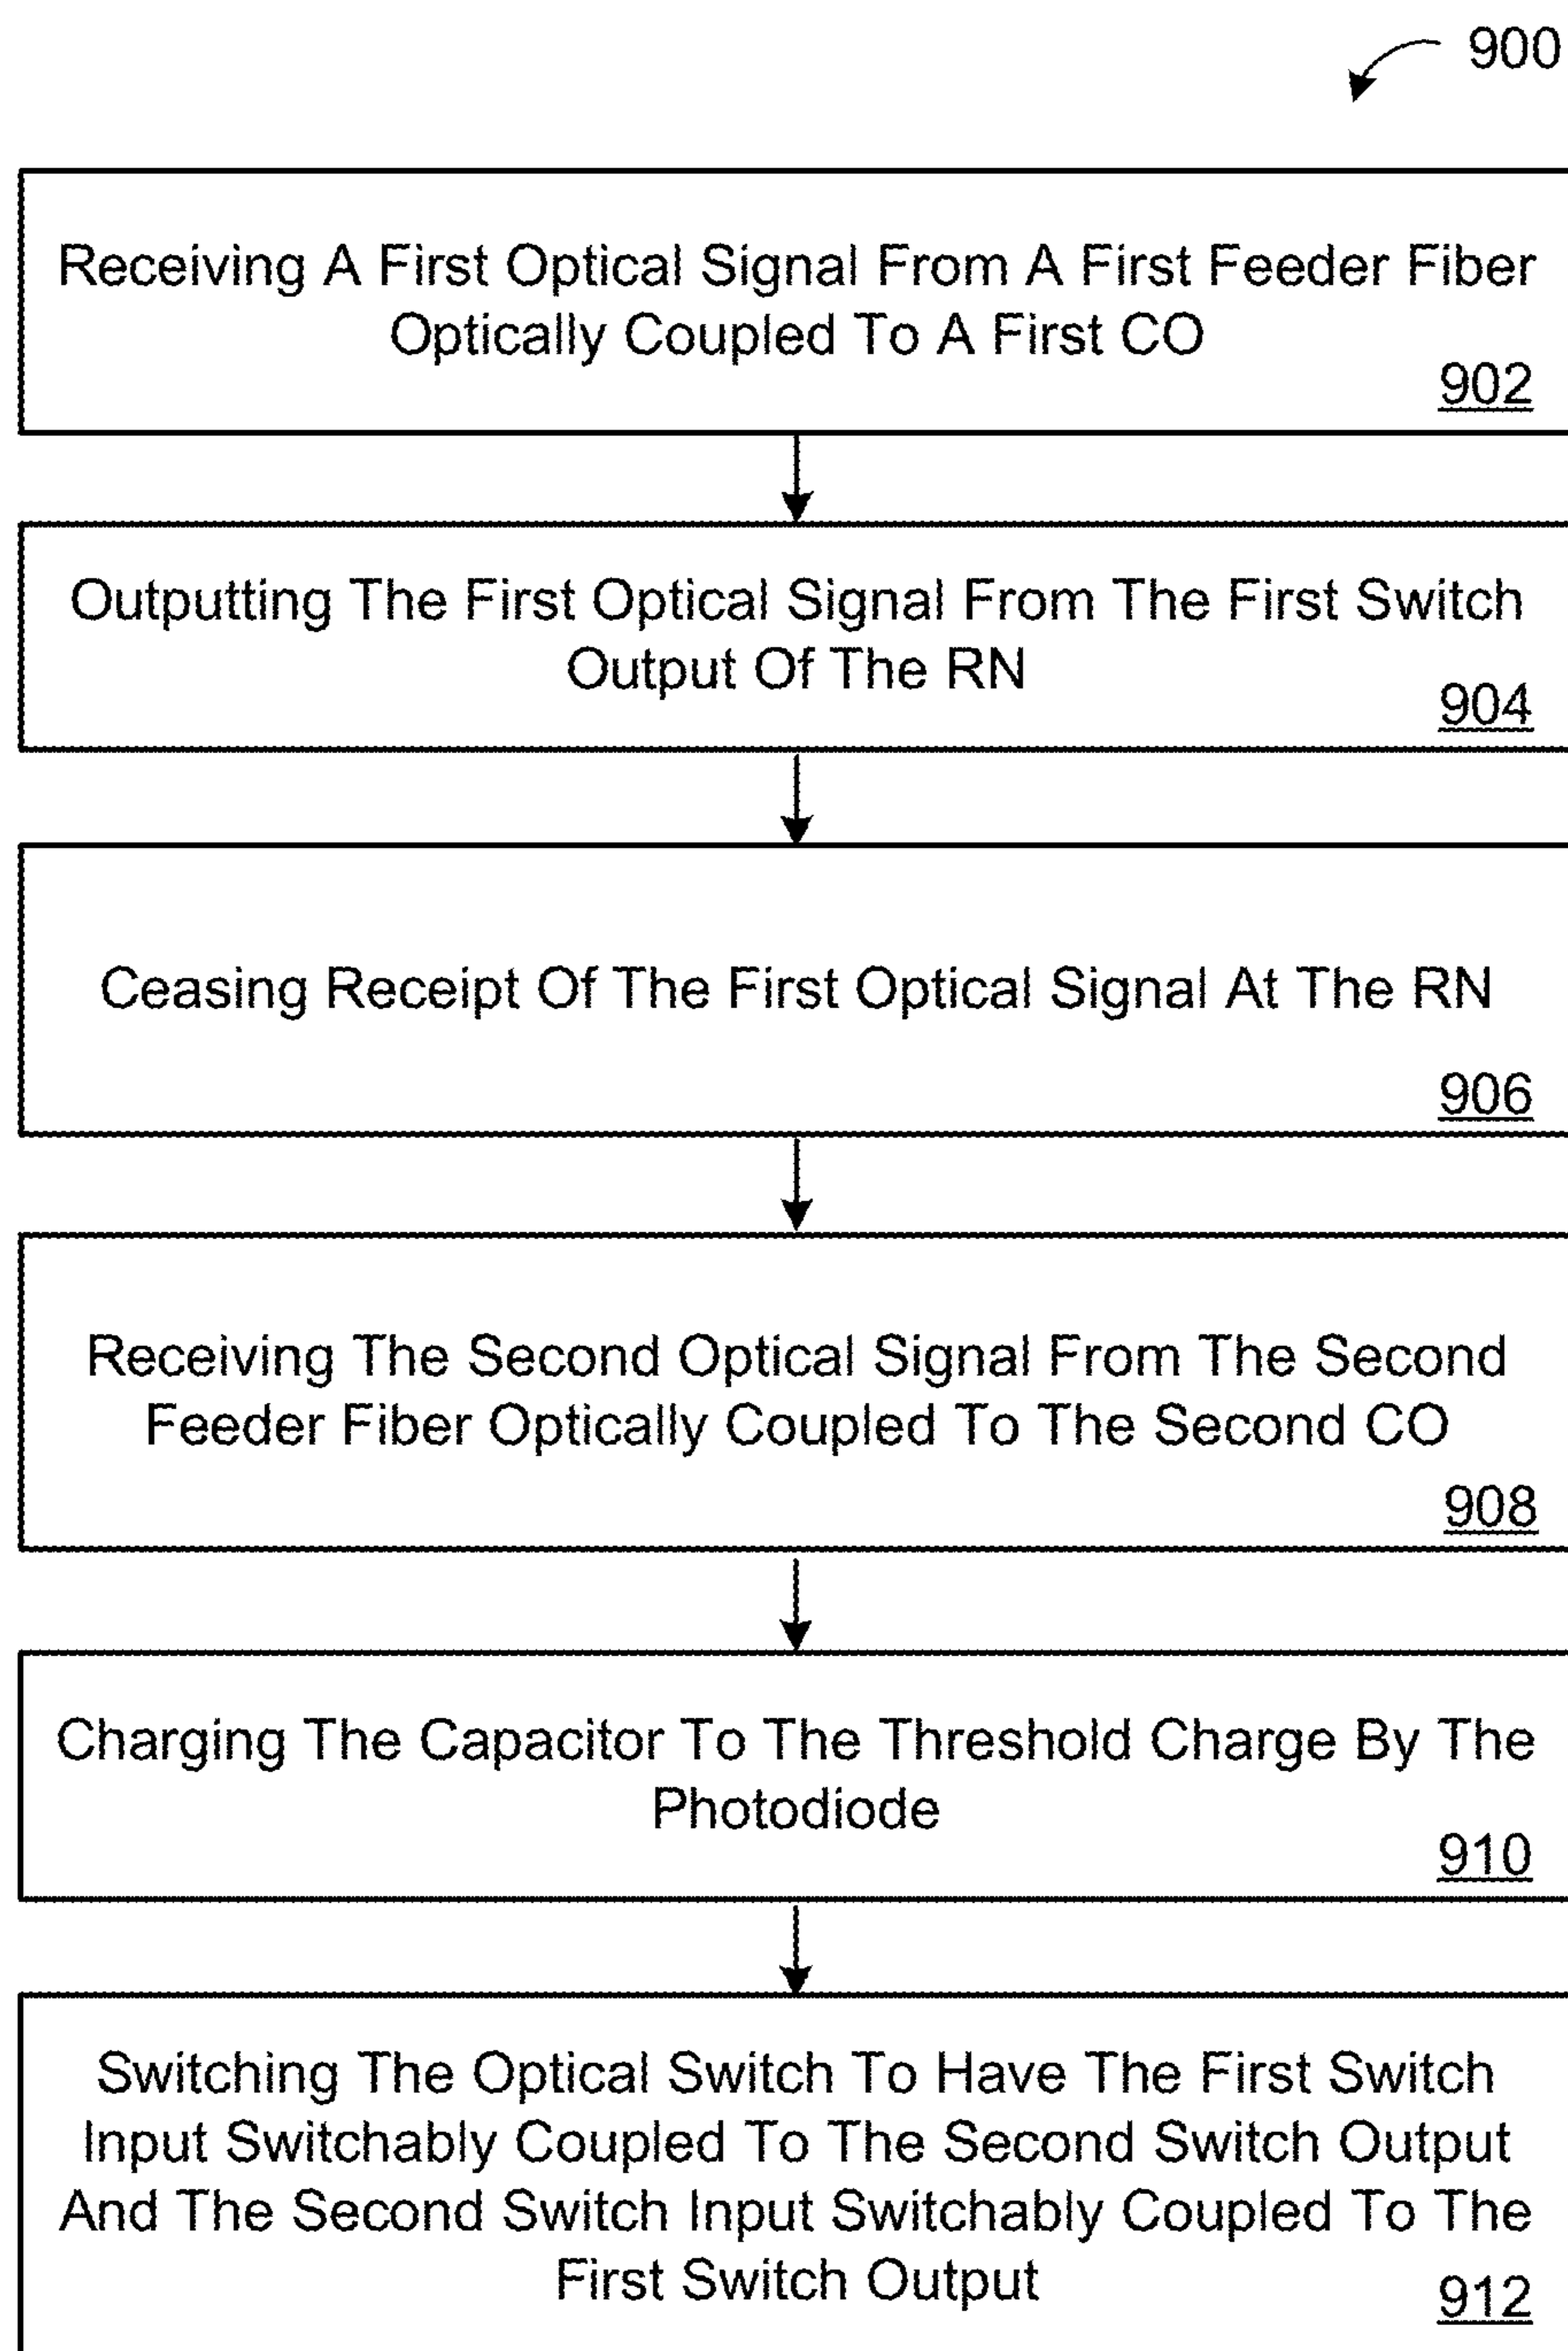 900
Receiving A First Optical Signal From A First Feeder Fiber
Optically Coupled To A First CO
902
Outputting The First Optical Signal From The First Switch
Output Of The RN
904
Ceasing Receipt Of The First Optical Signal At The RN
906
Receiving The Second Optical Signal From The Second
Feeder Fiber Optically Coupled To The Second CO
908
Charging The Capacitor To The Threshold Charge By The
Photodiode
910
Switching The Optical Switch To Have The First Switch
Input Switchably Coupled To The Second Switch Output
And The Second Switch Input Switchably Coupled To The
First Switch Output
912